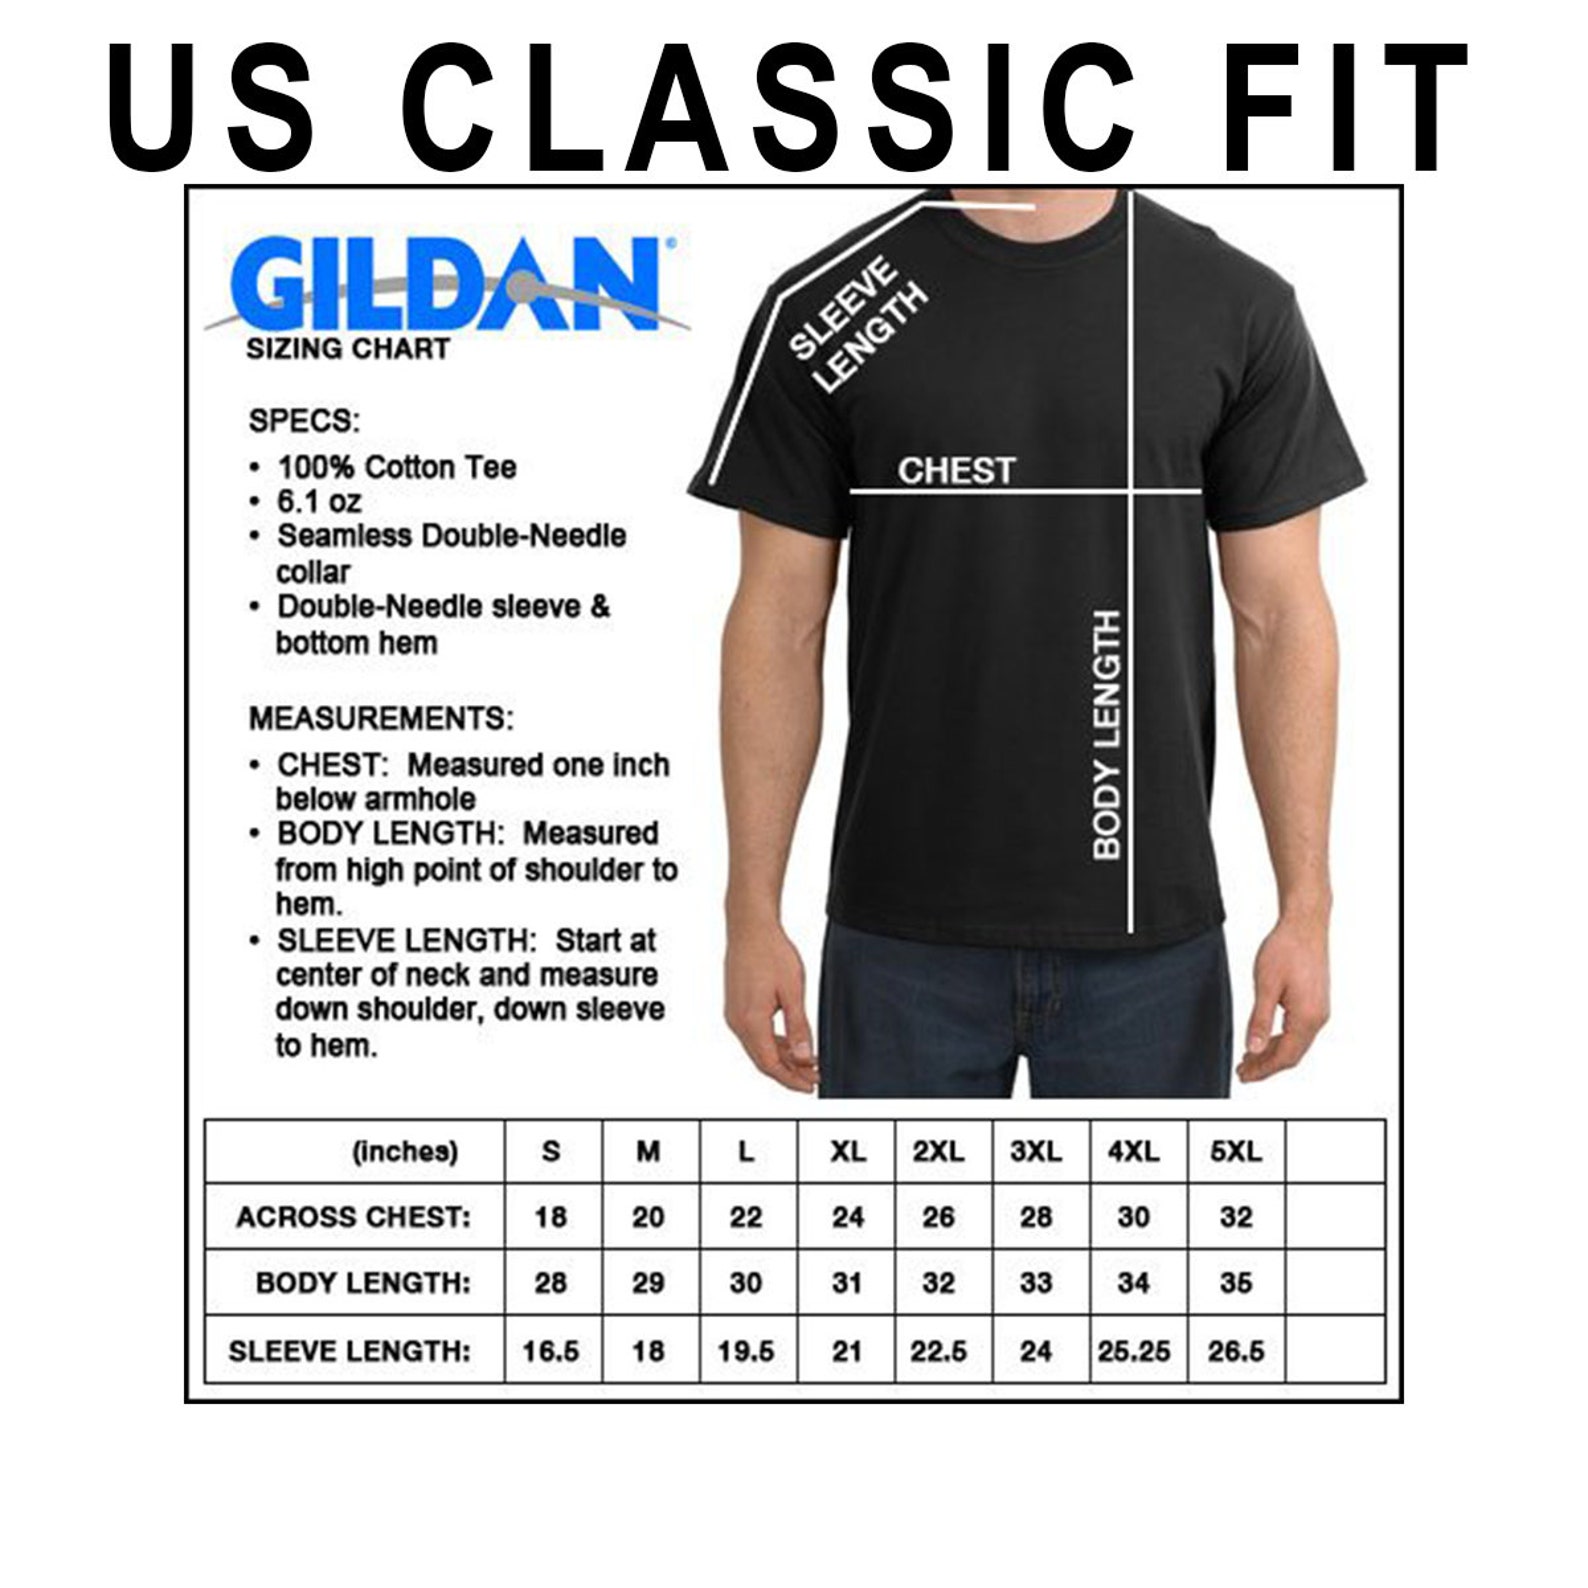 US CLASSIC FIT
GILDAN®
SIZING CHART
SPECS:
• 100% Cotton Tee
• 6.1 oz
• Seamless Double-Needle
collar
• Double-Needle sleeve &
bottom hem
MEASUREMENTS:
• CHEST: Measured one inch
below armhole
• BODY LENGTH: Measured
from high point of shoulder to
hem.
• SLEEVE LENGTH: Start at
center of neck and measure
down shoulder, down sleeve
to hem.
SLEEVE
LENGTH
CHEST
BODY LENGTH
(inches) S M L XL 2XL 3XL 4XL 5XL
ACROSS CHEST: 18 20 22 24 26 28 30 32
BODY LENGTH: 28 29 30 31 32 33 34 35
SLEEVE LENGTH: 16.5 18 19.5 21 22.5 24 25.25 26.5